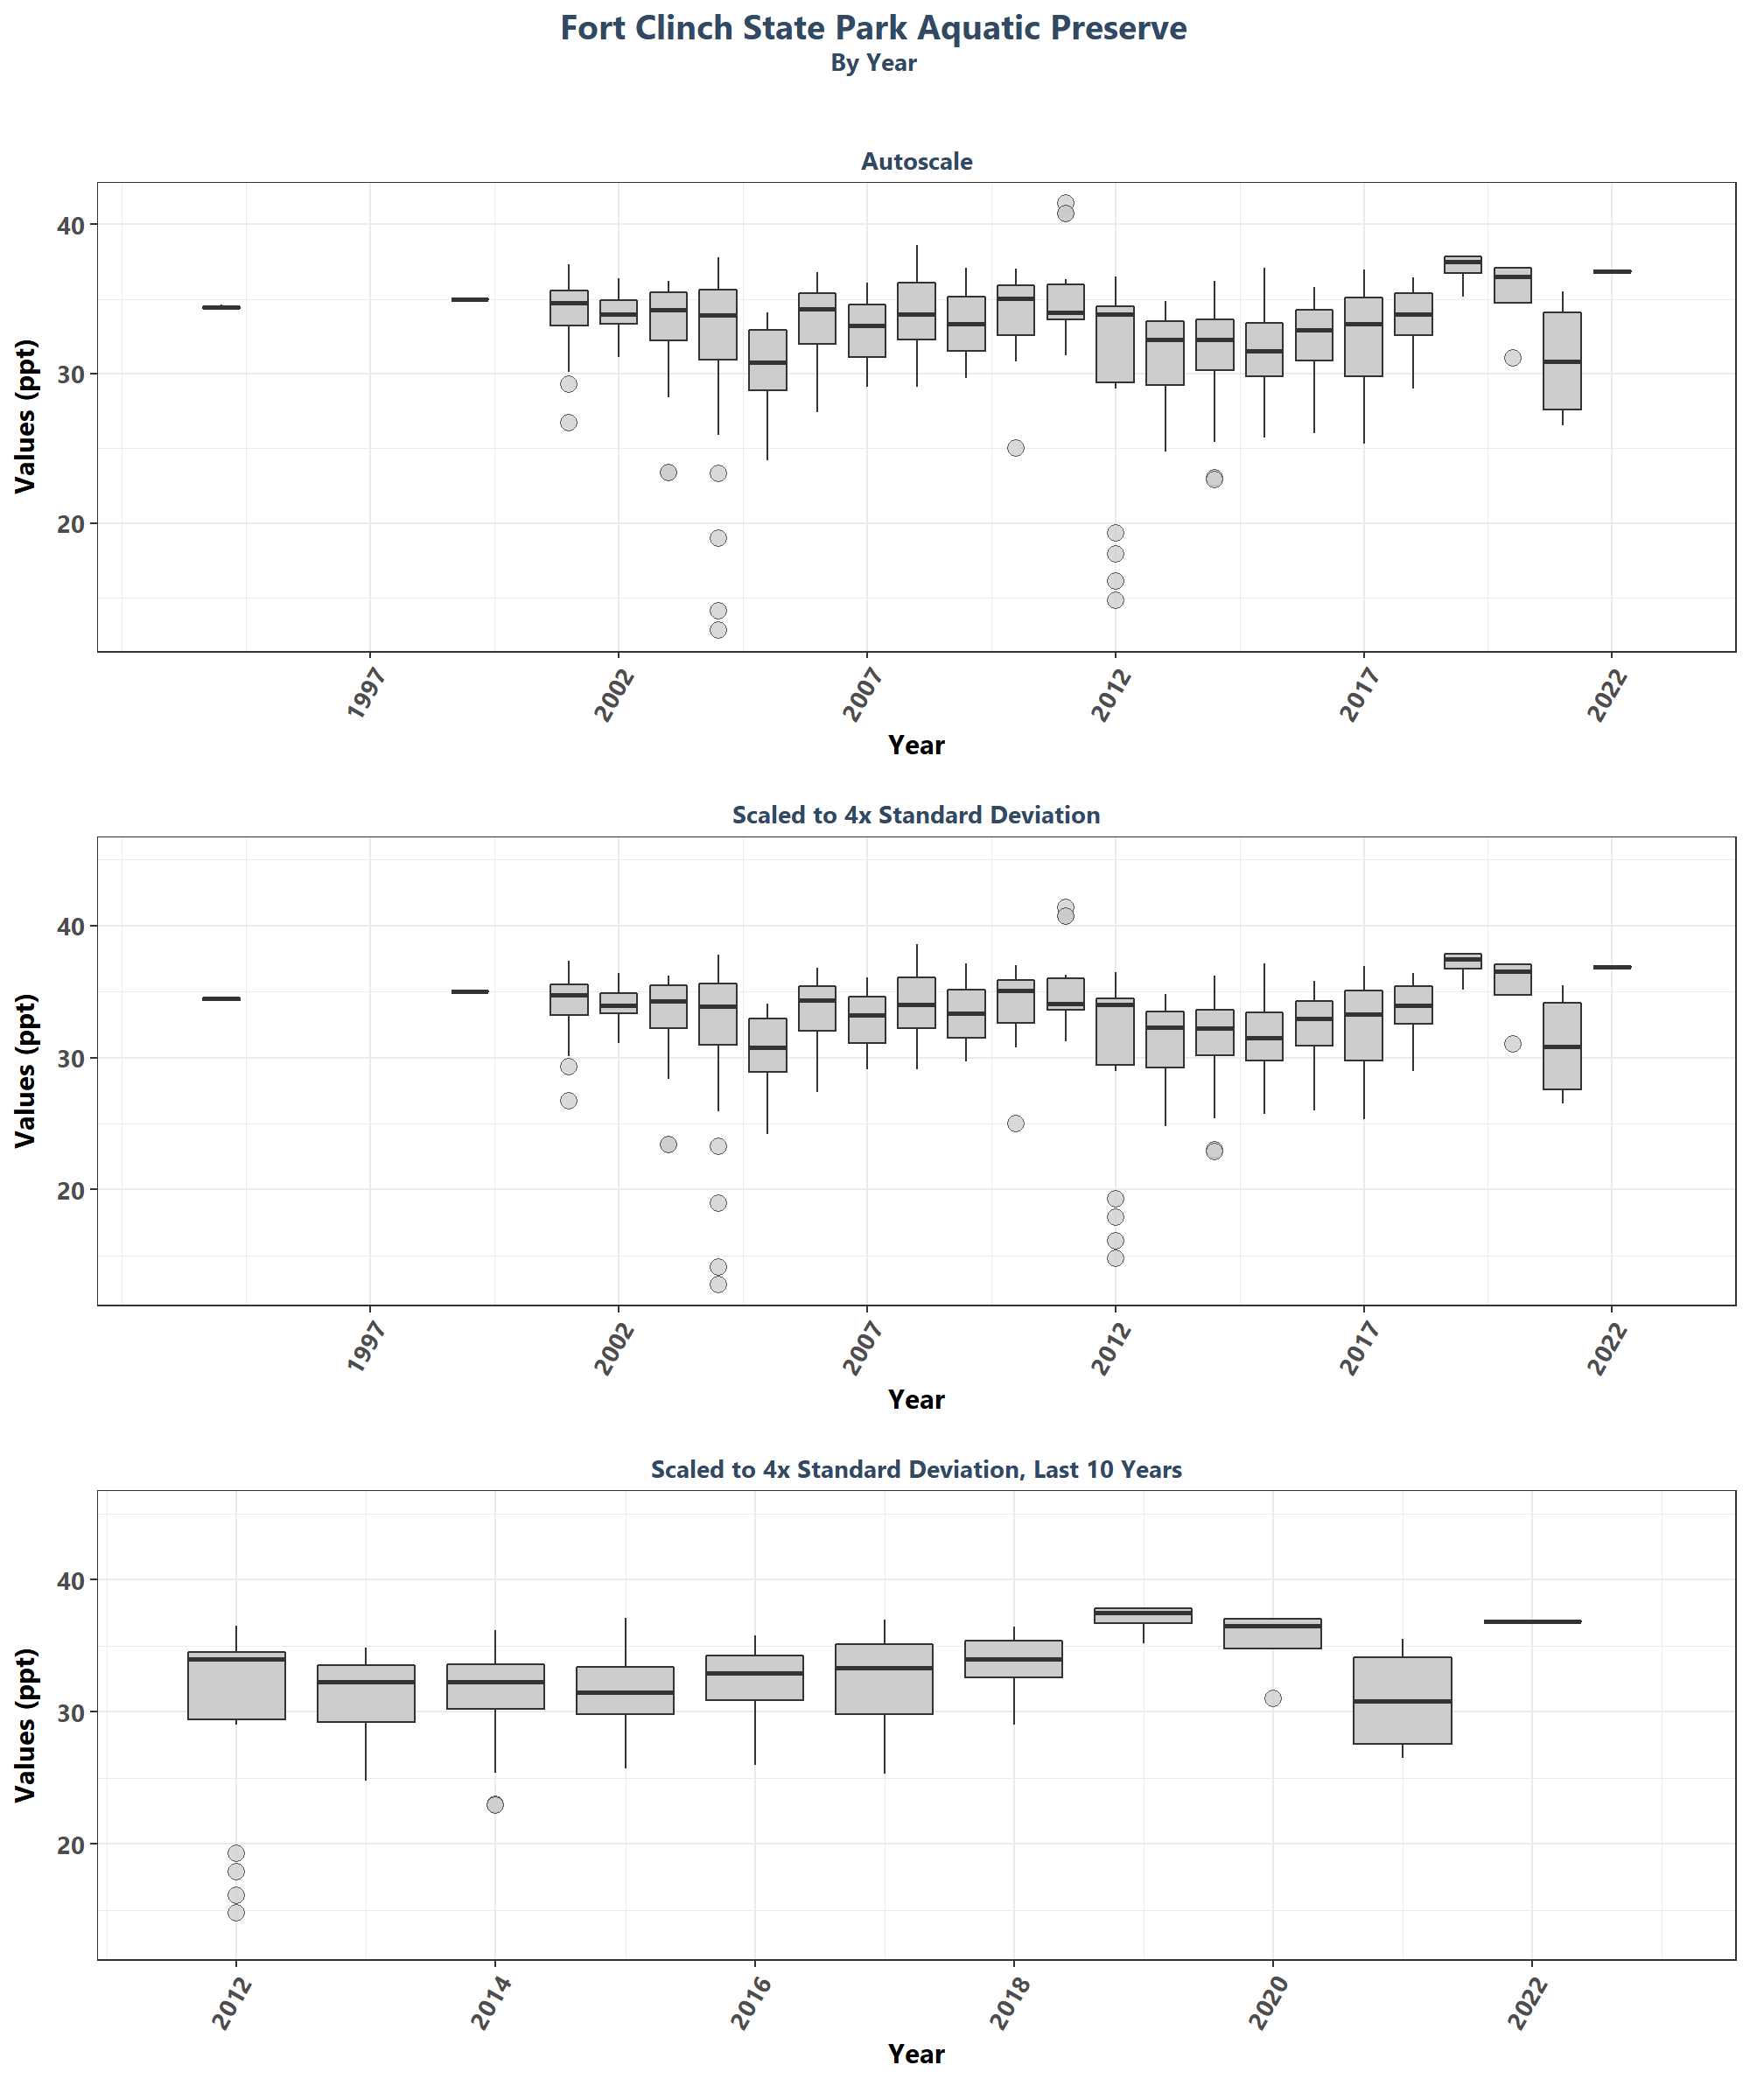 Fort Clinch State Park Aquatic Preserve
By Year
Autoscale
Values (ppt)
40
30
20
1997
2002
2007
2012
2017
2022
Year
Scaled to 4x Standard Deviation
Values (ppt)
40
30
20
1997
2002
2007
2012
2017
2022
Year
Scaled to 4x Standard Deviation, Last 10 Years
Values (ppt)
40
30
20
2012
2014
2016
2018
2020
2022
Year